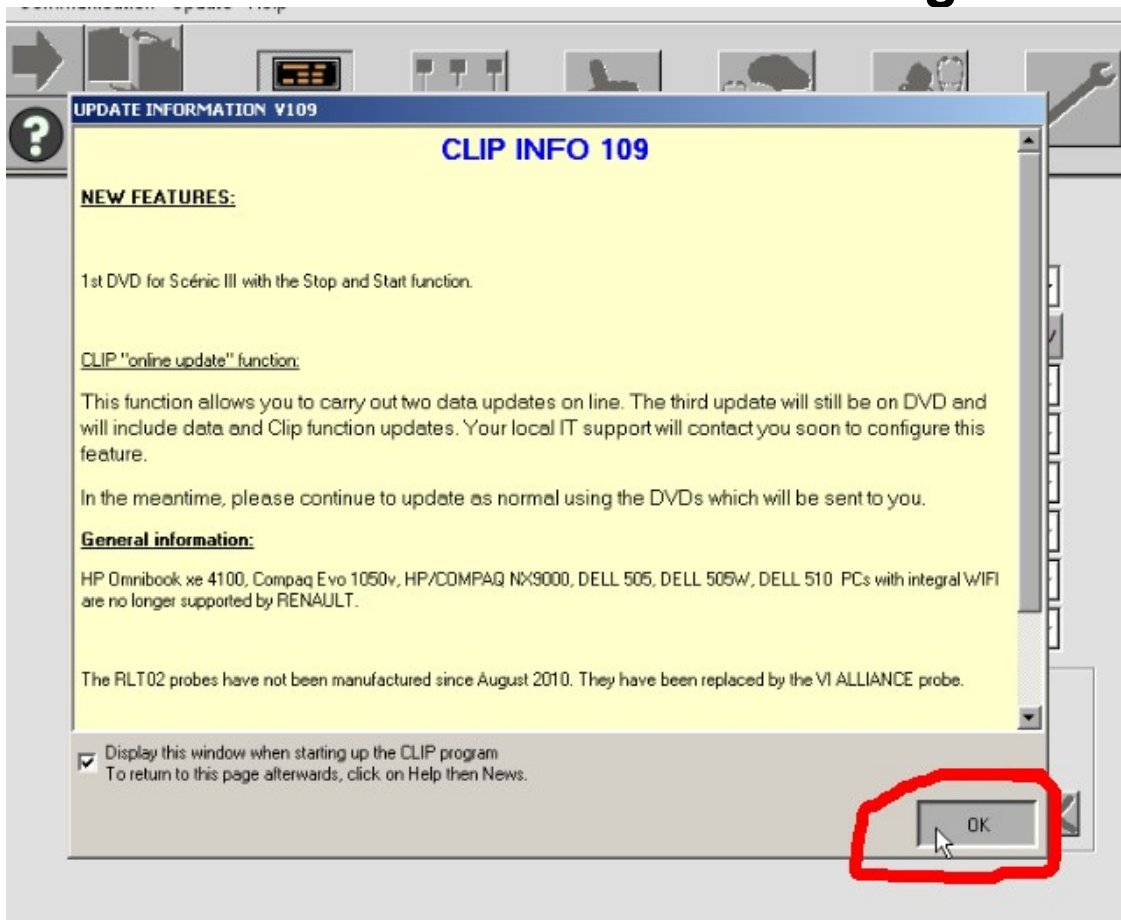 UPDATE INFORMATION V109
CLIP INFO 109
NEW FEATURES:
1st DVD for Scénic III with the Stop and Start function.
CLIP "online update" function:
This function allows you to carry out two data updates on line. The third update will still be on DVD and
will include data and Clip function updates. Your local IT support will contact you soon to configure this
feature.
In the meantime, please continue to update as normal using the DVDs which will be sent to you.
General information:
HP Omnibook xe 4100, Compaq Evo 1050v, HP/COMPAQ NX9000, DELL 505, DELL 505W, DELL 510 PCs with integral WIFI
are no longer supported by RENAULT.
The RLT02 probes have not been manufactured since August 2010. They have been replaced by the VI ALLIANCE probe.
Display this window when starting up the CLIP program
To return to this page afterwards, click on Help then News.
OK